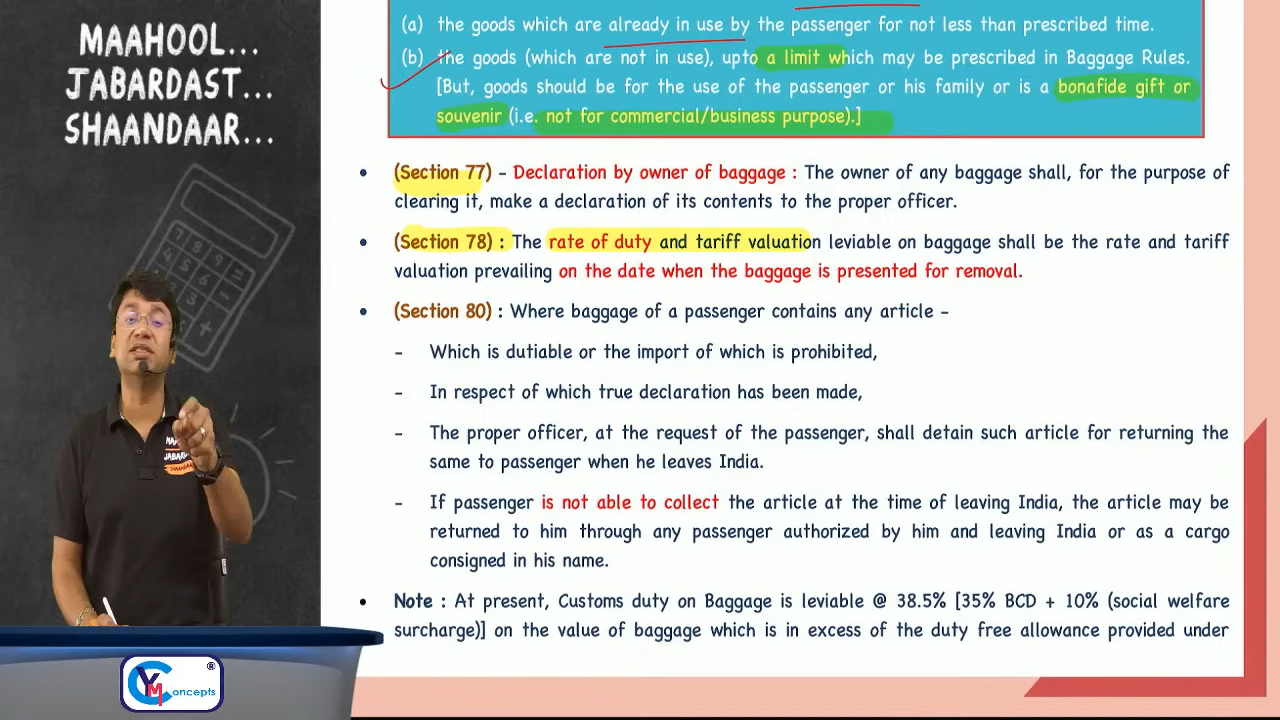 MAAHOOL...
JABARDAST...
SHAANDAAR...
(a) the goods which are already in use by the passenger for not less than prescribed time.
(b) the goods (which are not in use), upto a limit which may be prescribed in Baggage Rules.
[But, goods should be for the use of the passenger or his family or is a bonafide gift or
souvenir (i.e. not for commercial/business purpose).]
• (Section 77) – Declaration by owner of baggage : The owner of any baggage shall, for the purpose of
clearing it, make a declaration of its contents to the proper officer.
• (Section 78) : The rate of duty and tariff valuation leviable on baggage shall be the rate and tariff
valuation prevailing on the date when the baggage is presented for removal.
• (Section 80) : Where baggage of a passenger contains any article –
- Which is dutiable or the import of which is prohibited,
- In respect of which true declaration has been made,
- The proper officer, at the request of the passenger, shall detain such article for returning the
same to passenger when he leaves India.
- If passenger is not able to collect the article at the time of leaving India, the article may be
returned to him through any passenger authorized by him and leaving India or as a cargo
consigned in his name.
• Note : At present, Customs duty on Baggage is leviable @ 38.5% [35% BCD + 10% (social welfare
surcharge)] on the value of baggage which is in excess of the duty free allowance provided under
SHAANDAAR
CYM oncepts ®